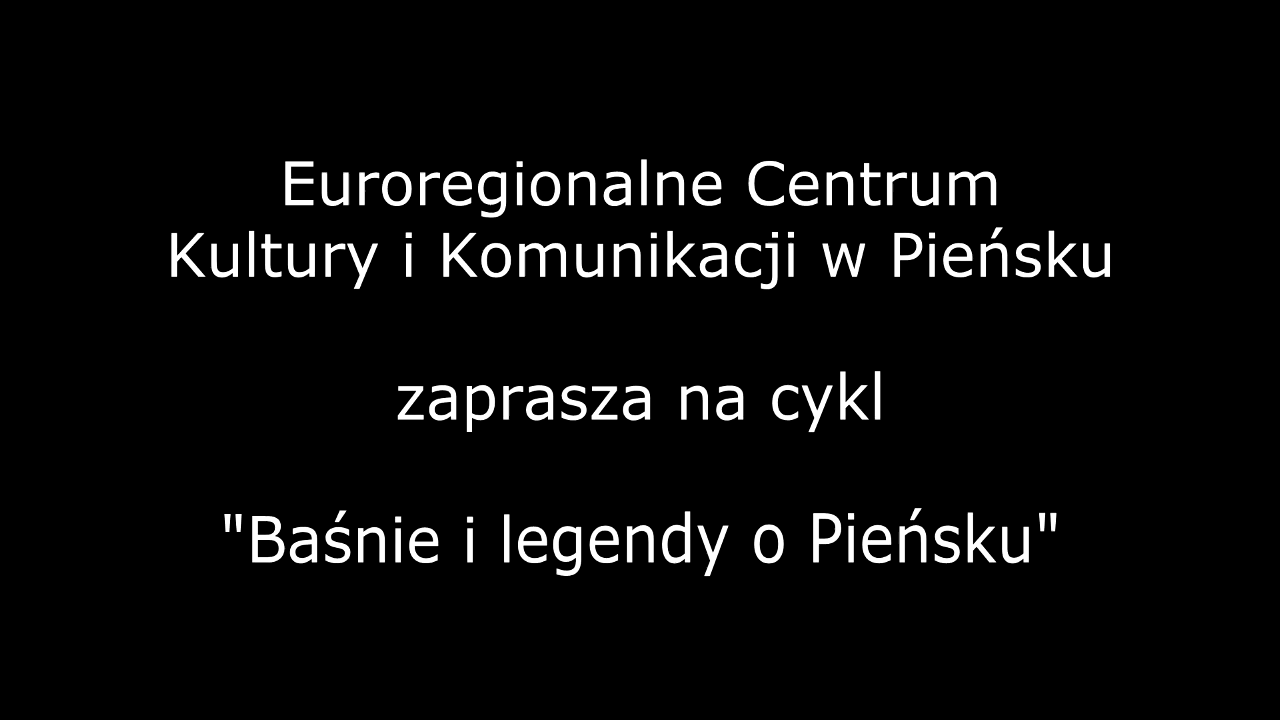 Euroregionalne Centrum
Kultury i Komunikacji w Pieńsku
zaprasza na cykl
"Baśnie i legendy o Pieńsku"